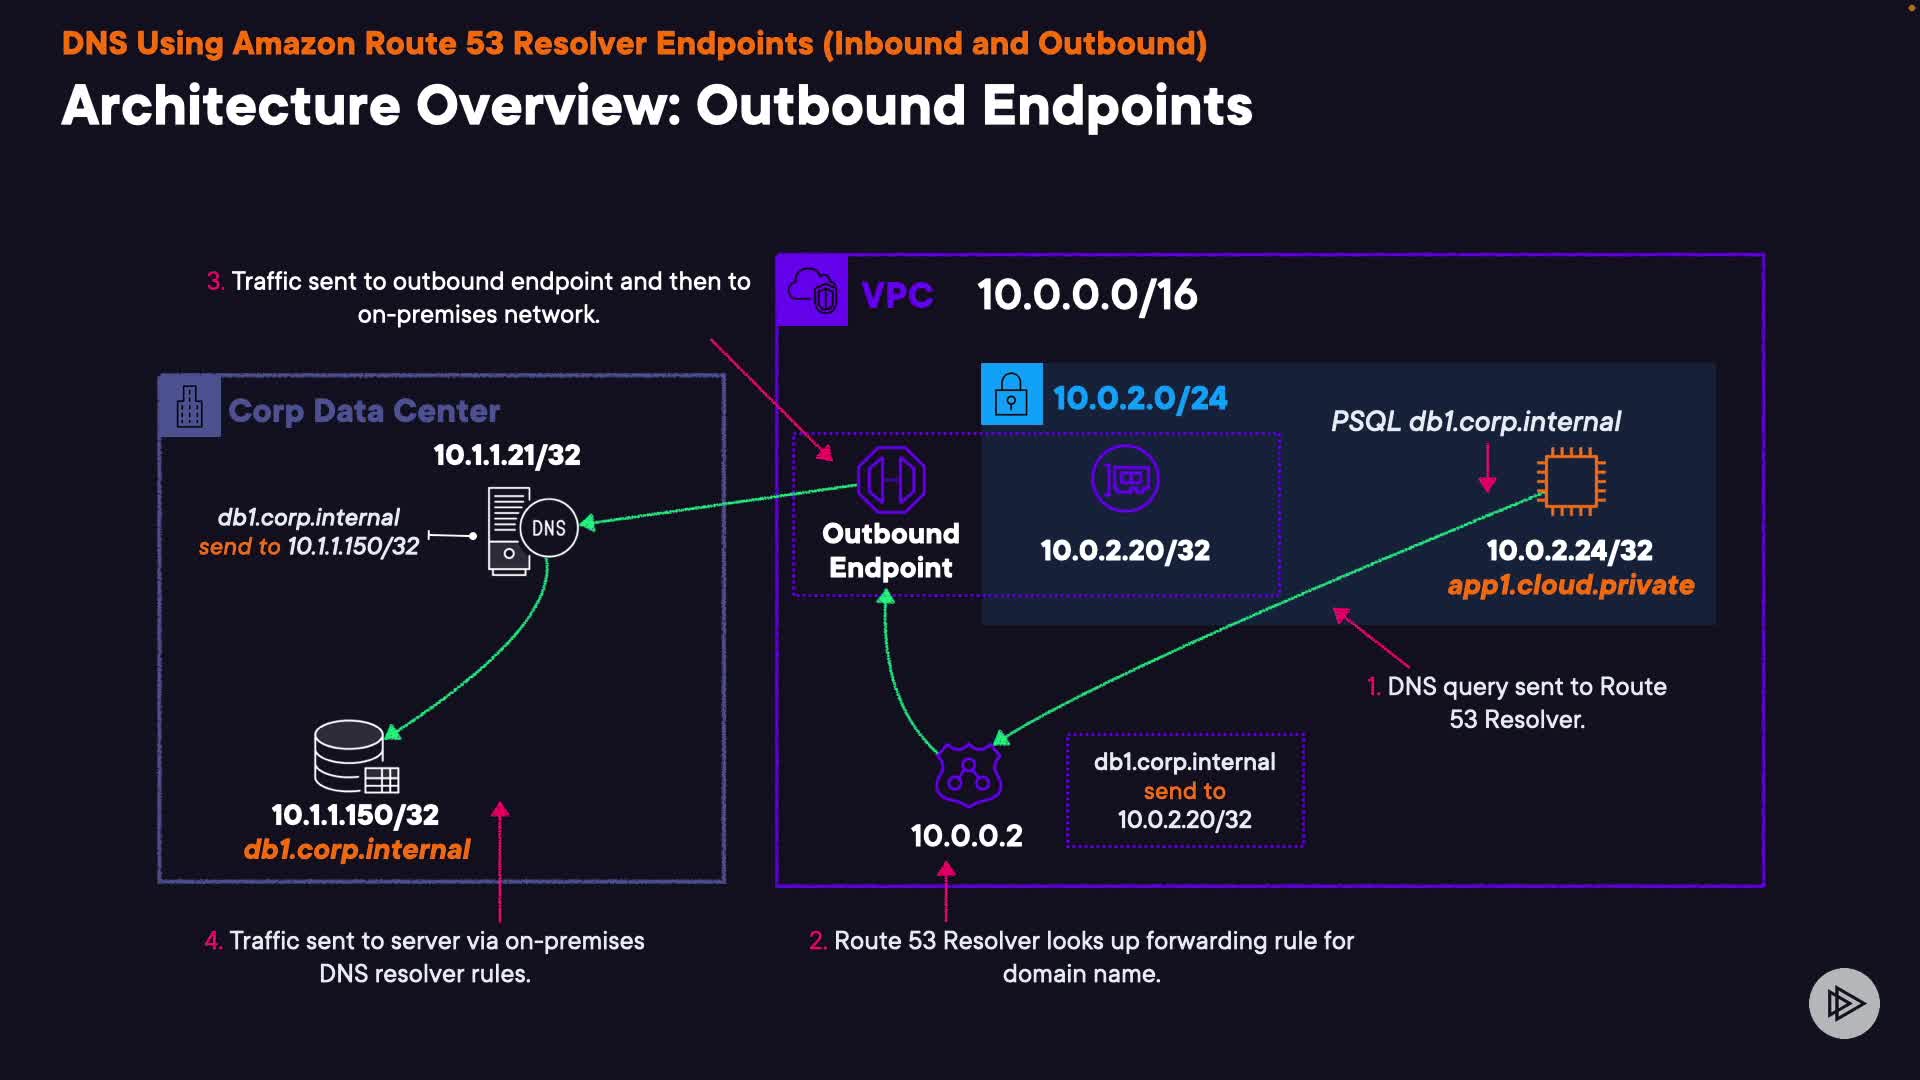 DNS Using Amazon Route 53 Resolver Endpoints (Inbound and Outbound)
Architecture Overview: Outbound Endpoints
3. Traffic sent to outbound endpoint and then to
on-premises network.
VPC 10.0.0.0/16
Corp Data Center
10.1.1.21/32
db1.corp.internal
send to 10.1.1.150/32
DNS
10.0.2.0/24
PSQL db1.corp.internal
Outbound
Endpoint
10.0.2.20/32
10.0.2.24/32
app1.cloud.private
1. DNS query sent to Route
53 Resolver.
db1.corp.internal
send to
10.0.2.20/32
10.0.0.2
10.1.1.150/32
db1.corp.internal
4. Traffic sent to server via on-premises
DNS resolver rules.
2. Route 53 Resolver looks up forwarding rule for
domain name.